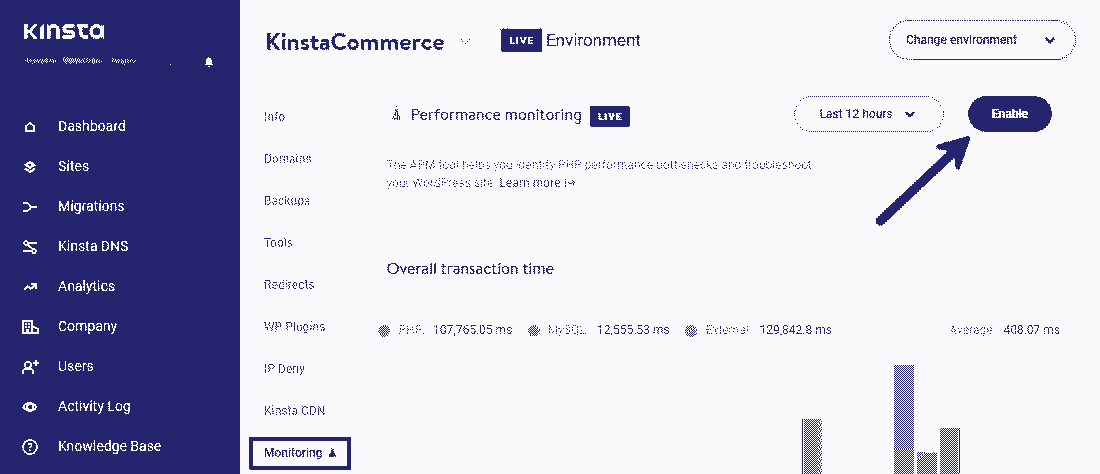 KINSTA
Dashboard
Sites
Migrations
Kinsta DNS
Analytics
Company
Users
Activity Log
Knowledge Base
KinstaCommerce
LIVE Environment
Change environment
Info
Domains
Backups
Tools
Redirects
WP Plugins
IP Deny
Kinsta CDN
Monitoring
Performance monitoring LIVE
Last 12 hours
Enable
The APM tool helps you identify PHP performance bottlenecks and troubleshoot
your WordPress site. Learn more
Overall transaction time
PHP: 107,765.05 ms MySQL: 12,555.53 ms External: 129,842.8 ms Average: 408.07 ms